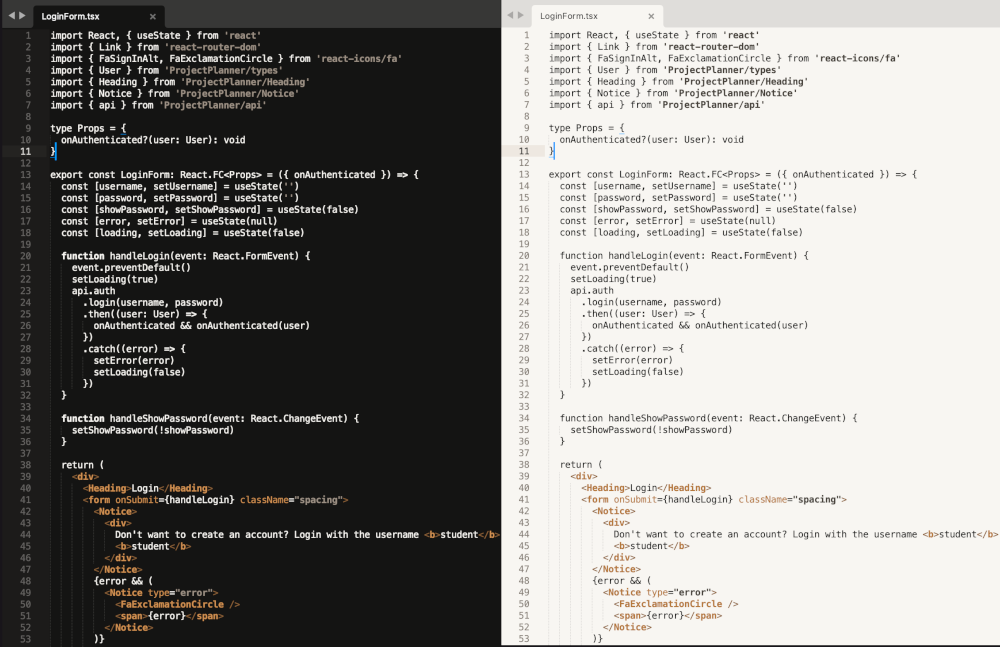 LoginForm.tsx
1 import React, { useState } from 'react'
2 import { Link } from 'react-router-dom'
3 import { FaSignInAlt, FaExclamationCircle } from 'react-icons/fa'
4 import { User } from 'ProjectPlanner/types'
5 import { Heading } from 'ProjectPlanner/Heading'
6 import { Notice } from 'ProjectPlanner/Notice'
7 import { api } from 'ProjectPlanner/api'
8
9 type Props = {
10   onAuthenticated?(user: User): void
11 }
12
13 export const LoginForm: React.FC<Props> = ({ onAuthenticated }) => {
14   const [username, setUsername] = useState('')
15   const [password, setPassword] = useState('')
16   const [showPassword, setShowPassword] = useState(false)
17   const [error, setError] = useState(null)
18   const [loading, setLoading] = useState(false)
19
20   function handleLogin(event: React.FormEvent) {
21     event.preventDefault()
22     setLoading(true)
23     api.auth
24       .login(username, password)
25       .then((user: User) => {
26         onAuthenticated && onAuthenticated(user)
27       })
28       .catch((error) => {
29         setError(error)
30         setLoading(false)
31       })
32   }
33
34   function handleShowPassword(event: React.ChangeEvent) {
35     setShowPassword(!showPassword)
36   }
37
38   return (
39     <div>
40       <Heading>Login</Heading>
41       <form onSubmit={handleLogin} className="spacing">
42         <Notice>
43           <div>
44             Don't want to create an account? Login with the username <b>student</b>
45             <b>student</b>
46           </div>
47         </Notice>
48         {error && (
49           <Notice type="error">
50             <FaExclamationCircle />
51             <span>{error}</span>
52           </Notice>
53         )}
LoginForm.tsx
1 import React, { useState } from 'react'
2 import { Link } from 'react-router-dom'
3 import { FaSignInAlt, FaExclamationCircle } from 'react-icons/fa'
4 import { User } from 'ProjectPlanner/types'
5 import { Heading } from 'ProjectPlanner/Heading'
6 import { Notice } from 'ProjectPlanner/Notice'
7 import { api } from 'ProjectPlanner/api'
8
9 type Props = {
10   onAuthenticated?(user: User): void
11 }
12
13 export const LoginForm: React.FC<Props> = ({ onAuthenticated }) => {
14   const [username, setUsername] = useState('')
15   const [password, setPassword] = useState('')
16   const [showPassword, setShowPassword] = useState(false)
17   const [error, setError] = useState(null)
18   const [loading, setLoading] = useState(false)
19
20   function handleLogin(event: React.FormEvent) {
21     event.preventDefault()
22     setLoading(true)
23     api.auth
24       .login(username, password)
25       .then((user: User) => {
26         onAuthenticated && onAuthenticated(user)
27       })
28       .catch((error) => {
29         setError(error)
30         setLoading(false)
31       })
32   }
33
34   function handleShowPassword(event: React.ChangeEvent) {
35     setShowPassword(!showPassword)
36   }
37
38   return (
39     <div>
40       <Heading>Login</Heading>
41       <form onSubmit={handleLogin} className="spacing">
42         <Notice>
43           <div>
44             Don't want to create an account? Login with the username <b>student</b>
45             <b>student</b>
46           </div>
47         </Notice>
48         {error && (
49           <Notice type="error">
50             <FaExclamationCircle />
51             <span>{error}</span>
52           </Notice>
53         )}